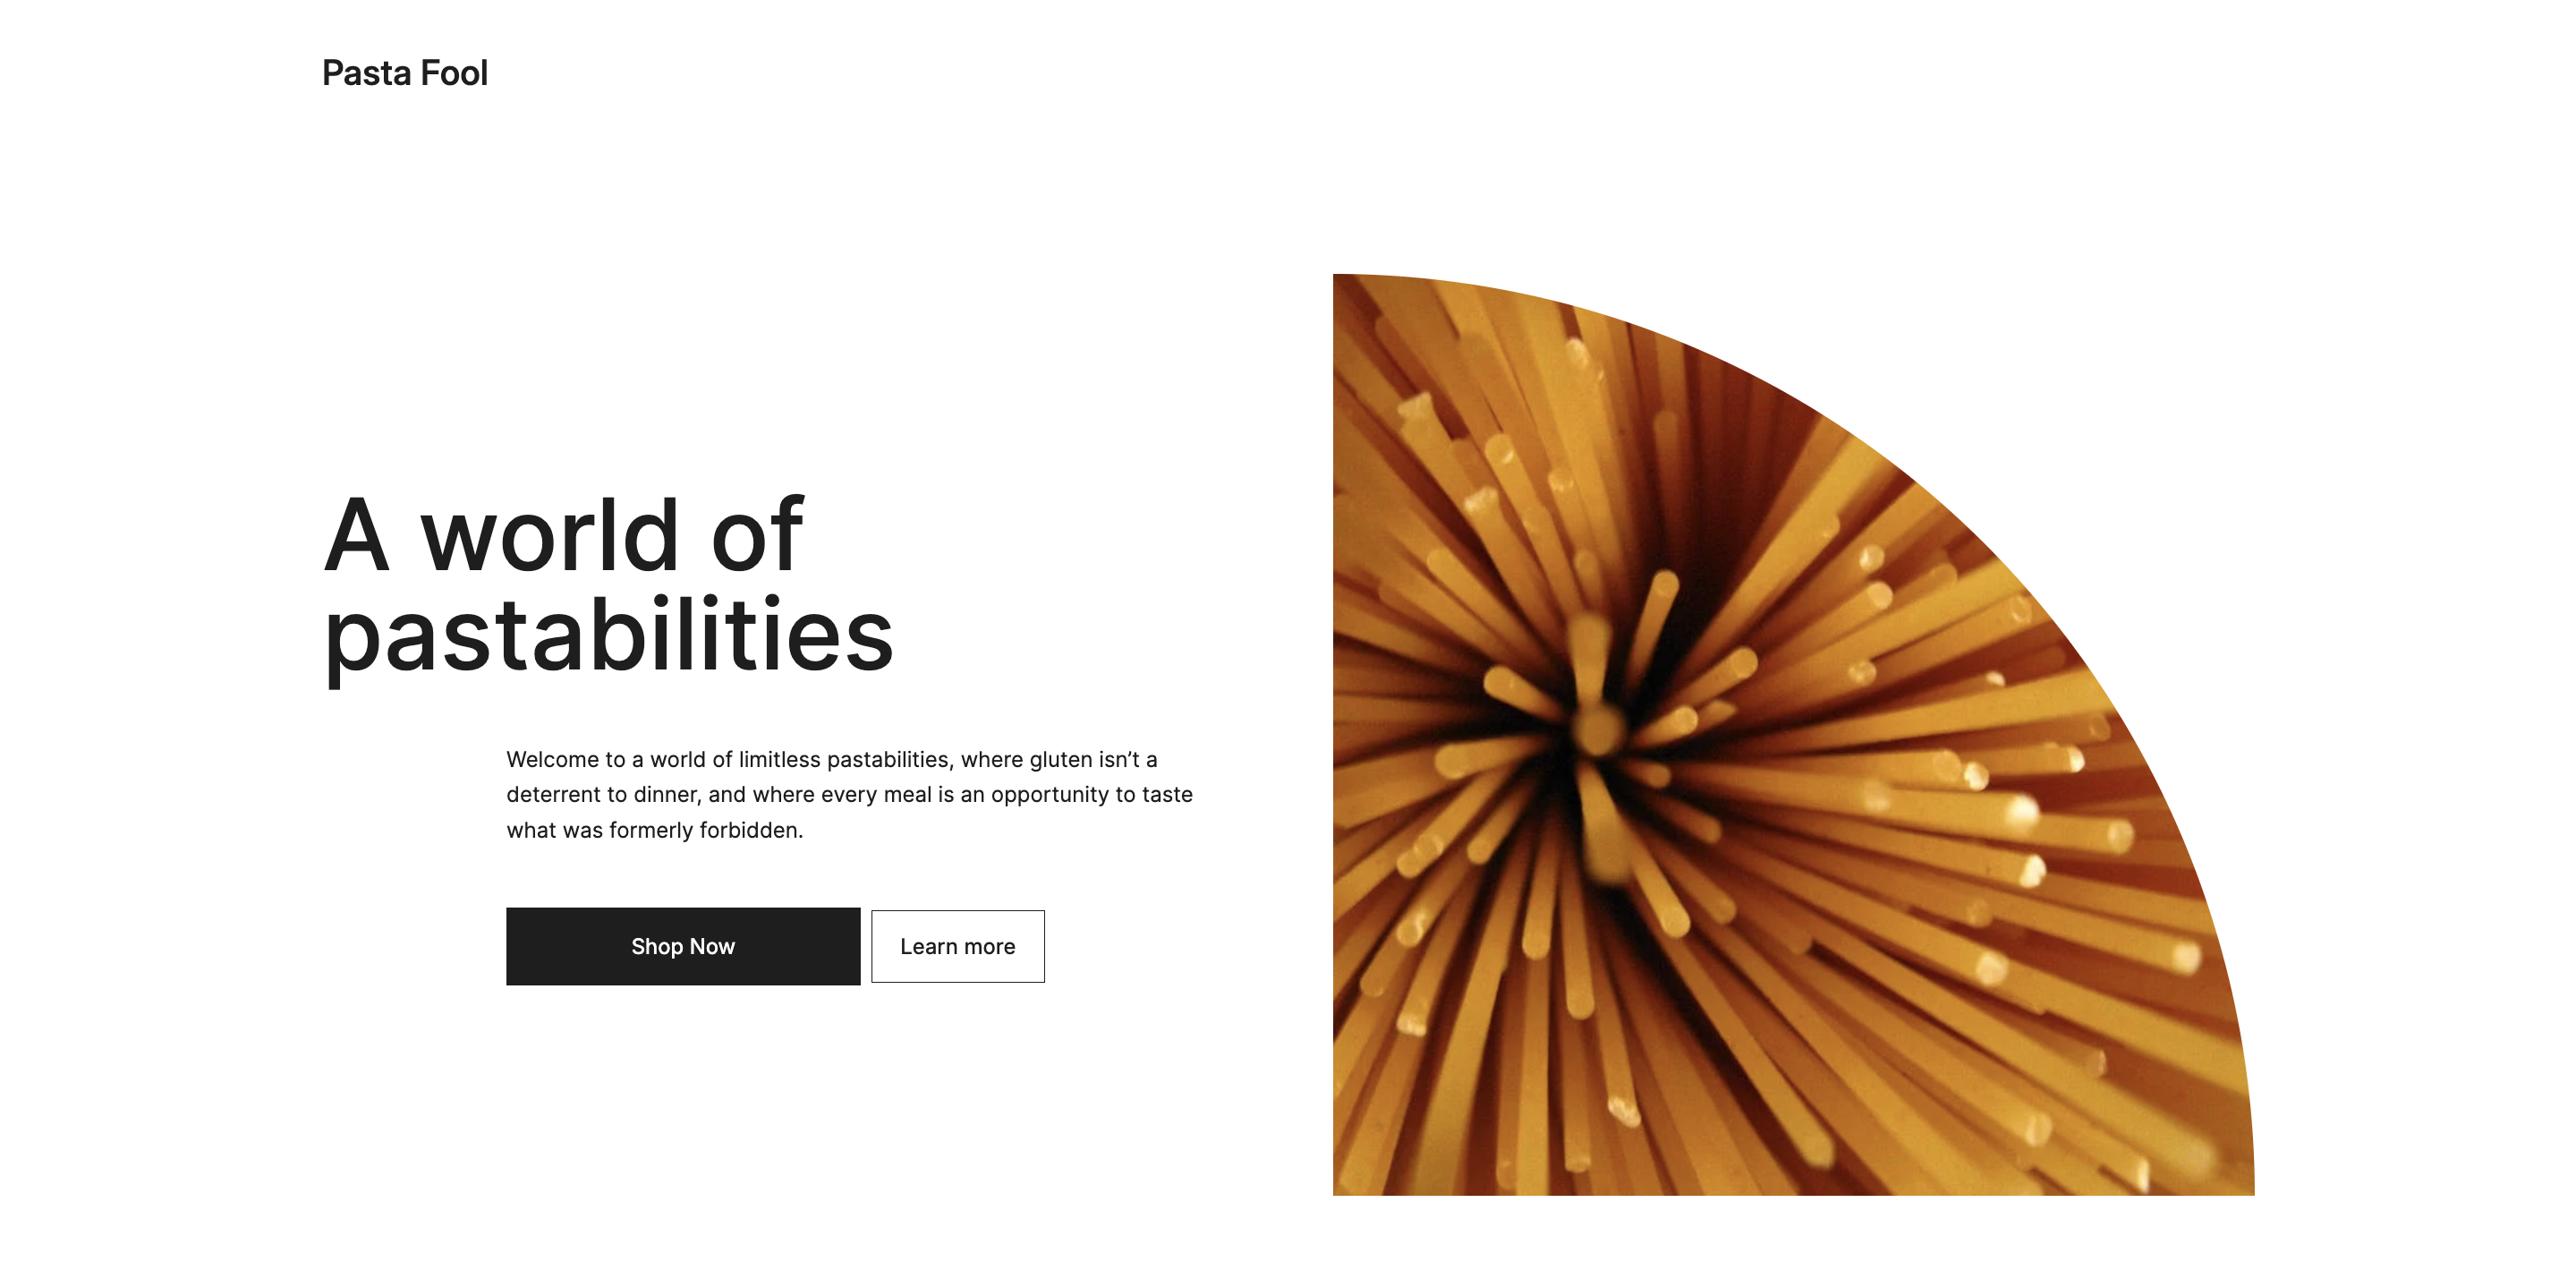 Pasta Fool
A world of
pastabilities
Welcome to a world of limitless pastabilities, where gluten isn’t a
deterrent to dinner, and where every meal is an opportunity to taste
what was formerly forbidden.
Shop Now
Learn more